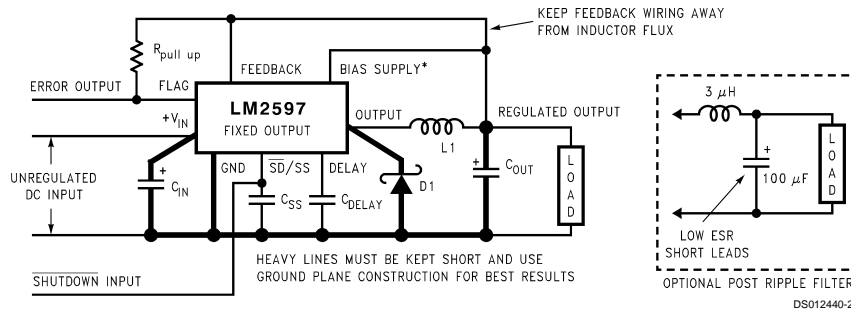 KEEP FEEDBACK WIRING AWAY
FROM INDUCTOR FLUX
Rpull up
FEEDBACK
BIAS SUPPLY*
ERROR OUTPUT
FLAG
LM2597
FIXED OUTPUT
+VIN
OUTPUT
L1
REGULATED OUTPUT
UNREGULATED
DC INPUT
+
CIN
GND
SD/SS
DELAY
CSS
CDELAY
D1
+
COUT
LOAD
HEAVY LINES MUST BE KEPT SHORT AND USE
GROUND PLANE CONSTRUCTION FOR BEST RESULTS
SHUTDOWN INPUT
3 μH
+
100 μF
LOAD
LOW ESR
SHORT LEADS
OPTIONAL POST RIPPLE FILTER
DS012440-2